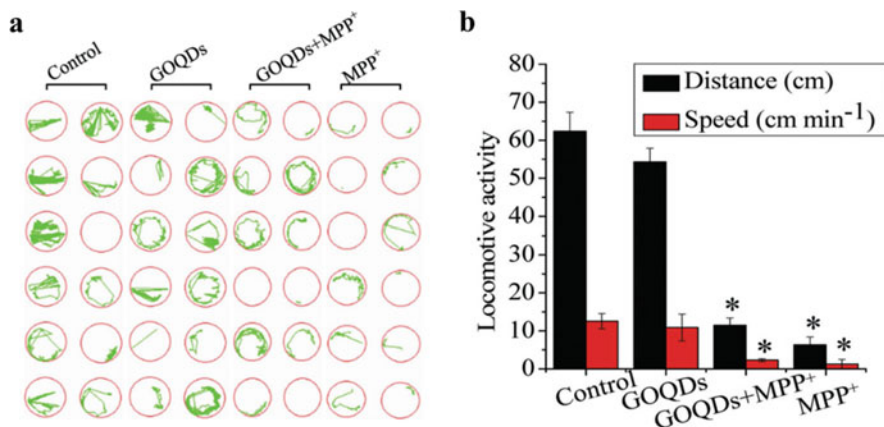 a
Control GOQDs GOQDs+MPP⁺ MPP⁺
b
80
70
60
50
40
30
20
10
0
Locomotive activity
Distance (cm)
Speed (cm min⁻¹)
* * * *
Control GOQDs GOQDs+MPP⁺ MPP⁺